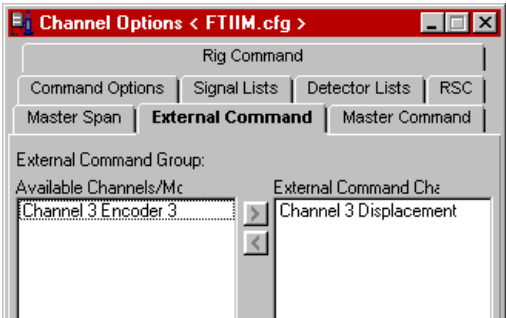 Channel Options < FTIIM.cfg >
Rig Command
Command Options Signal Lists Detector Lists RSC
Master Span External Command Master Command
External Command Group:
Available Channels/Mc External Command Cha
Channel 3 Encoder 3 > Channel 3 Displacement
<